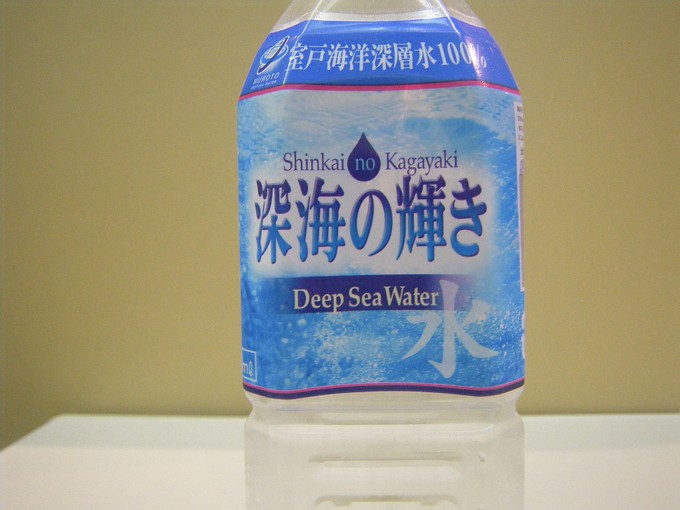 室戸海洋深層水100%
MUROTO
Shinkai no Kagayaki
深海の輝き
Deep Sea Water
水